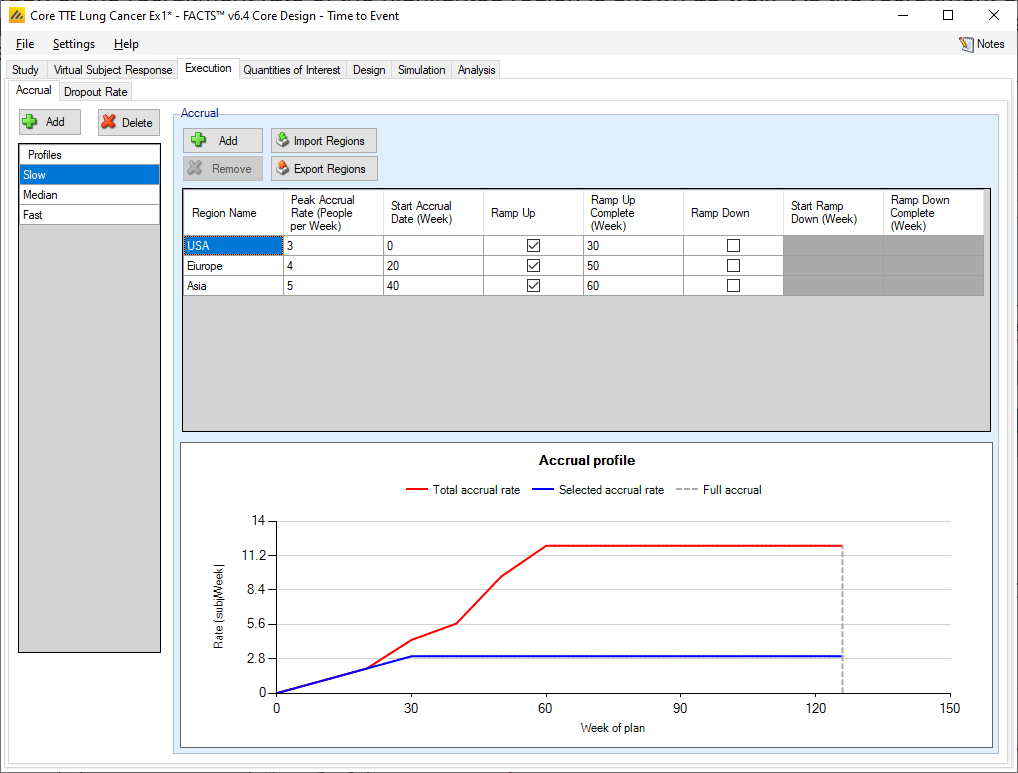 Core TTE Lung Cancer Ex1* - FACTS™ v6.4 Core Design - Time to Event
File Settings Help Notes
Study Virtual Subject Response Execution Quantities of Interest Design Simulation Analysis
Accrual Dropout Rate
Add Delete
Profiles
Slow
Median
Fast
Accrual
Add Import Regions
Remove Export Regions
Region Name Peak Accrual Rate (People per Week) Start Accrual Date (Week) Ramp Up Ramp Up Complete (Week) Ramp Down Start Ramp Down (Week) Ramp Down Complete (Week)
USA 3 0 30
Eiurope 4 20 50
Asia 5 40 60
Accrual profile
Total accrual rate Selected accrual rate Full accrual
14
11.2
8.4
5.6
2.8
0
Rate (subj/Week)
0 30 60 90 120 150
Week of plan